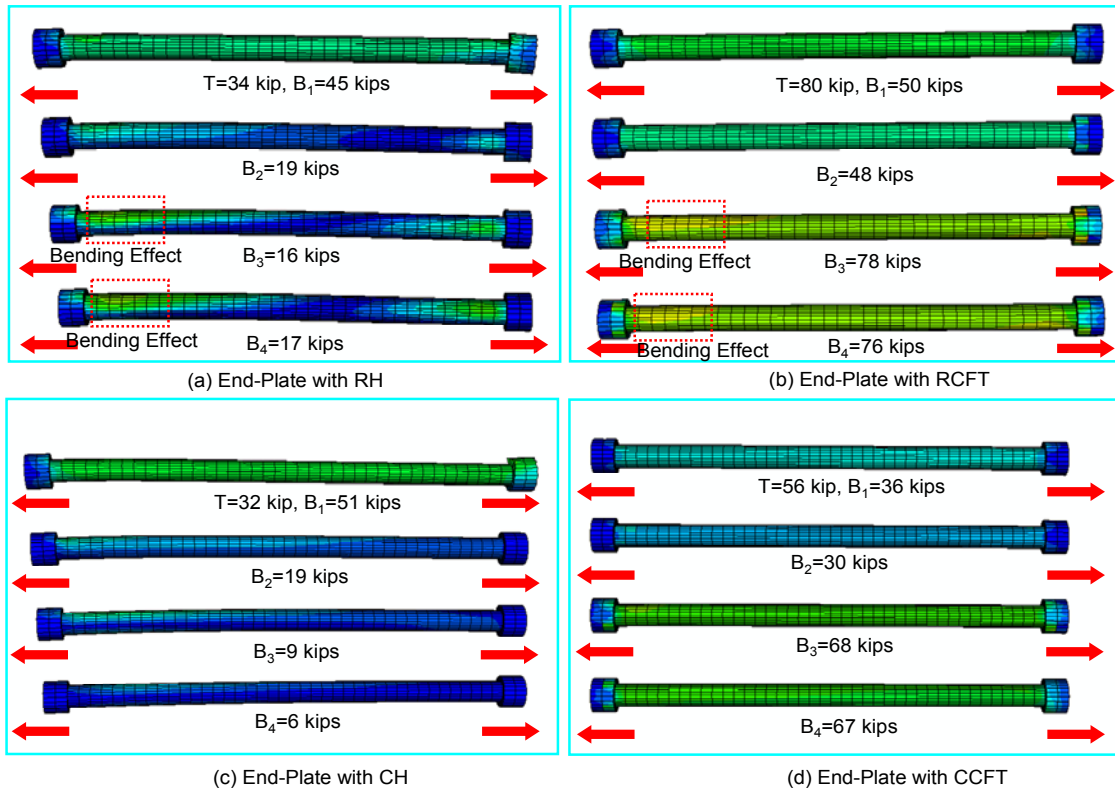 T=34 kip, B₁=45 kips
B₂=19 kips
Bending Effect
B₃=16 kips
Bending Effect
B₄=17 kips
(a) End-Plate with RH
T=80 kip, B₁=50 kips
B₂=48 kips
Bending Effect
B₃=78 kips
Bending Effect
B₄=76 kips
(b) End-Plate with RCFT
T=32 kip, B₁=51 kips
B₂=19 kips
B₃=9 kips
B₄=6 kips
(c) End-Plate with CH
T=56 kip, B₁=36 kips
B₂=30 kips
B₃=68 kips
B₄=67 kips
(d) End-Plate with CCFT